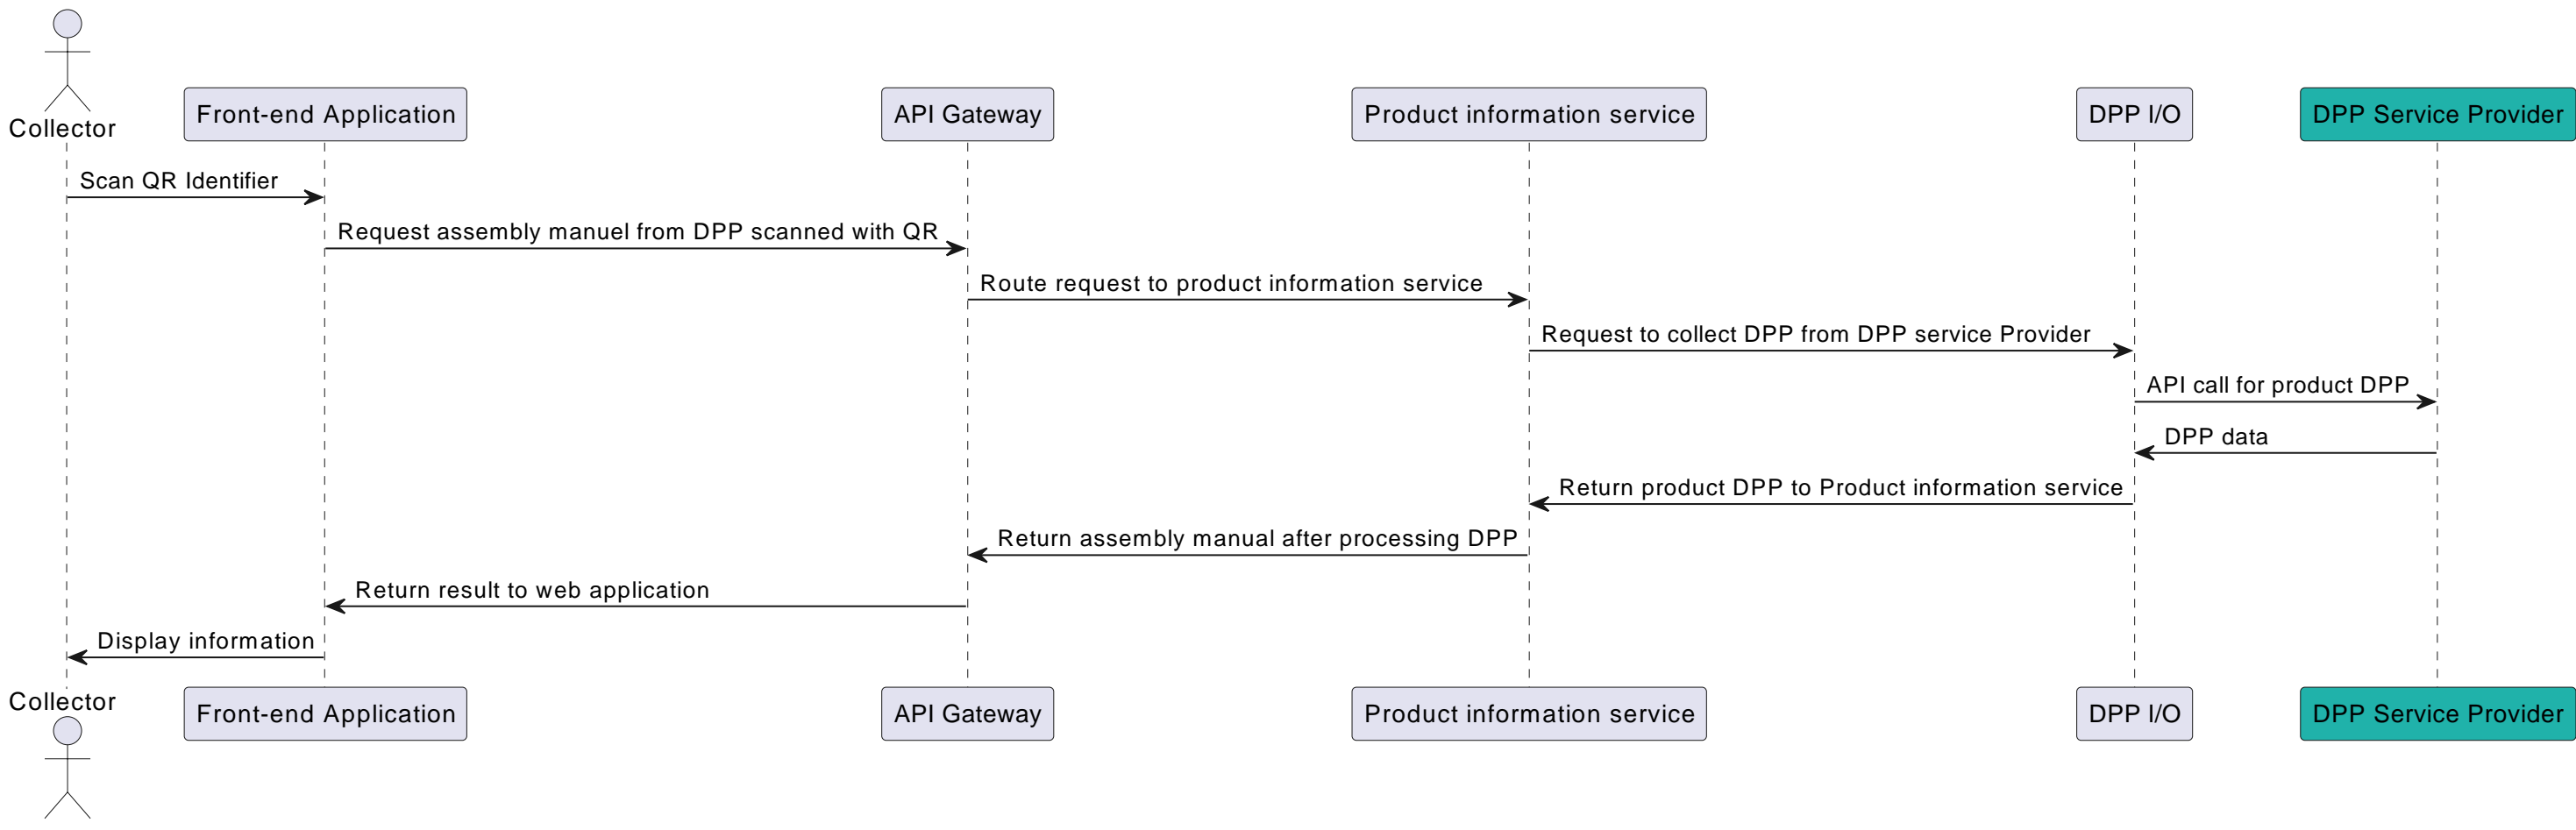 Collector
Front-end Application
API Gateway
Product information service
DPP I/O
DPP Service Provider
Scan QR Identifier
Request assembly manuel from DPP scanned with QR
Route request to product information service
Request to collect DPP from DPP service Provider
API call for product DPP
DPP data
Return product DPP to Product information service
Return assembly manual after processing DPP
Return result to web application
Display information
Collector
Front-end Application
API Gateway
Product information service
DPP I/O
DPP Service Provider